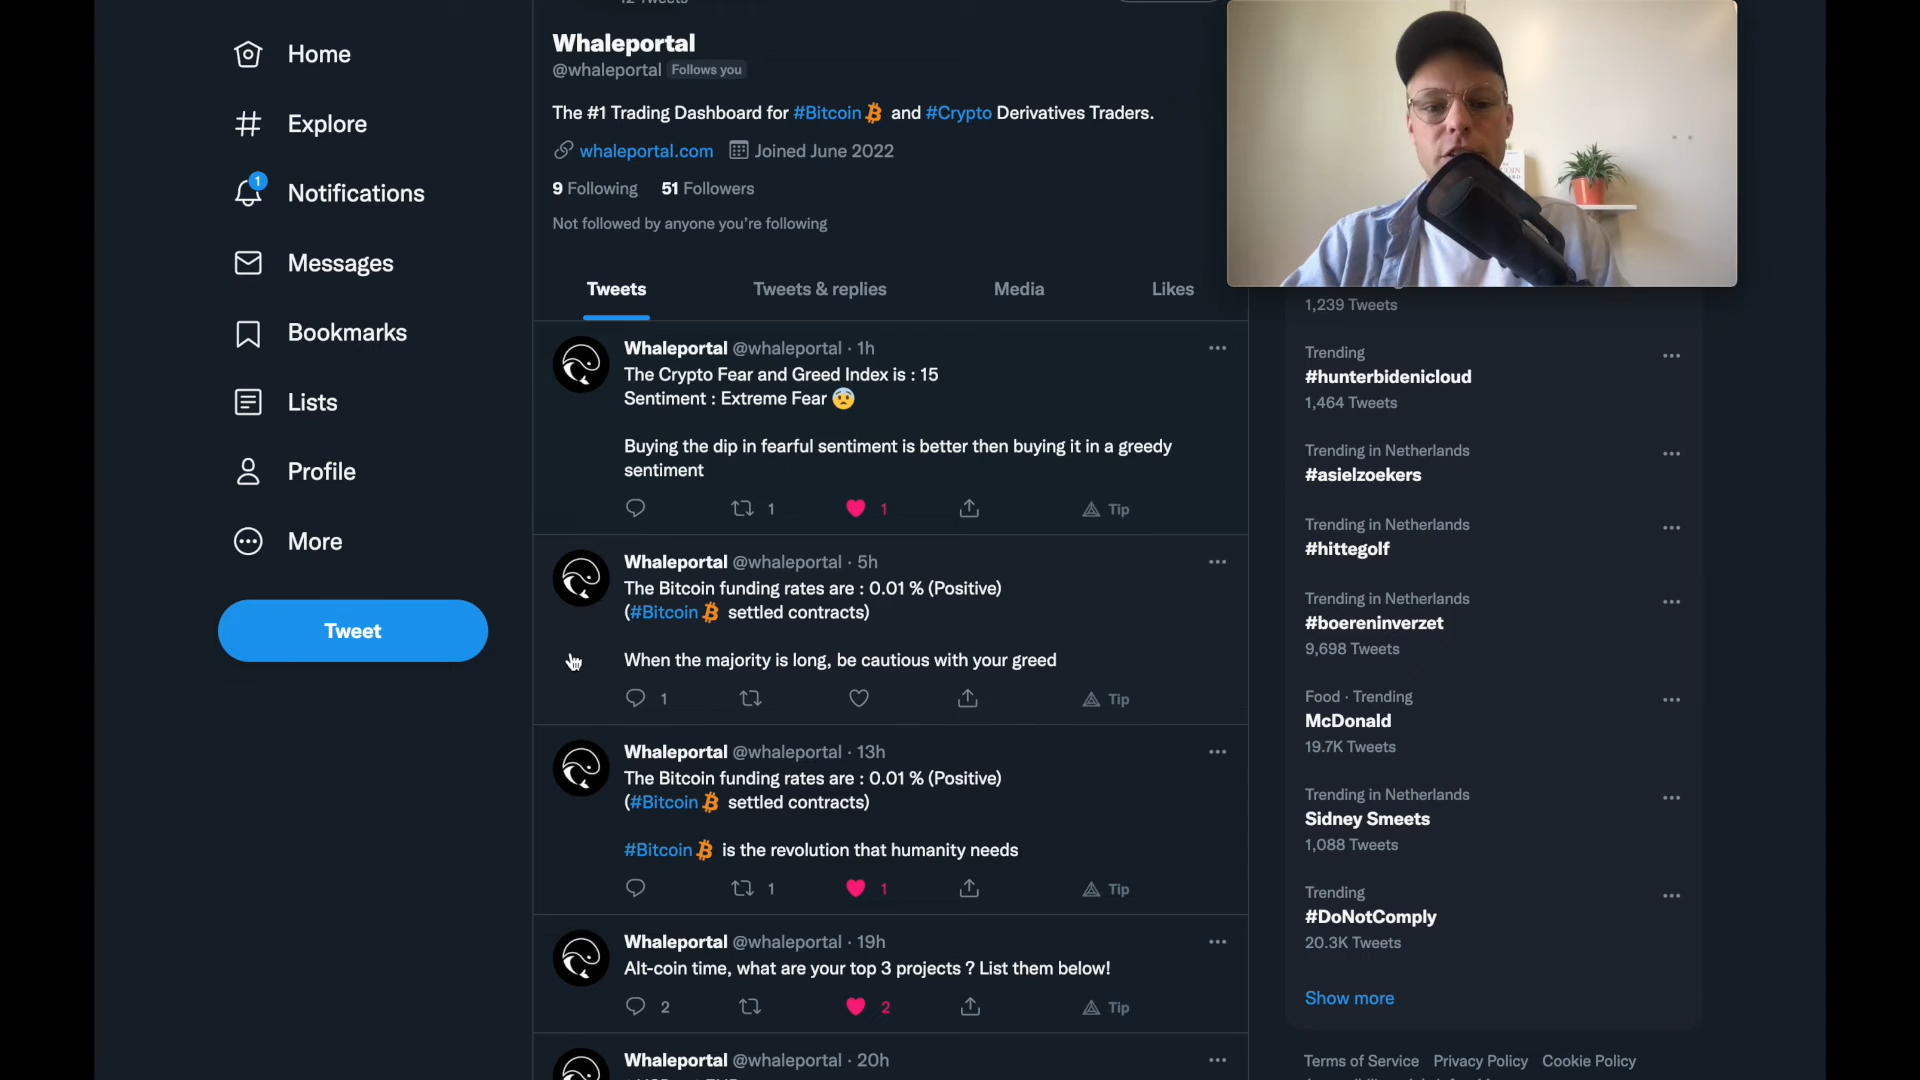 Home
Explore
1
Notifications
Messages
Bookmarks
Lists
Profile
More
Tweet
Whaleportal
@whaleportal Follows you
The #1 Trading Dashboard for #Bitcoin and #Crypto Derivatives Traders.
whaleportal.com Joined June 2022
9 Following 51 Followers
Not followed by anyone you’re following
Tweets Tweets & replies Media Likes
Whaleportal @whaleportal · 1h
The Crypto Fear and Greed Index is : 15
Sentiment : Extreme Fear 😨
Buying the dip in fearful sentiment is better then buying it in a greedy
sentiment
1 1 Tip
Whaleportal @whaleportal · 5h
The Bitcoin funding rates are : 0.01 % (Positive)
(#Bitcoin settled contracts)
When the majority is long, be cautious with your greed
1 Tip
Whaleportal @whaleportal · 13h
The Bitcoin funding rates are : 0.01 % (Positive)
(#Bitcoin settled contracts)
#Bitcoin is the revolution that humanity needs
1 1 Tip
Whaleportal @whaleportal · 19h
Alt-coin time, what are your top 3 projects ? List them below!
2 2 Tip
Whaleportal @whaleportal · 20h
1,239 Tweets
Trending
#hunterbidenicloud
1,464 Tweets
Trending in Netherlands
#asielzoekers
Trending in Netherlands
#hittegolf
Trending in Netherlands
#boereninverzet
9,698 Tweets
Food · Trending
McDonald
19.7K Tweets
Trending in Netherlands
Sidney Smeets
1,088 Tweets
Trending
#DoNotComply
20.3K Tweets
Show more
Terms of Service Privacy Policy Cookie Policy